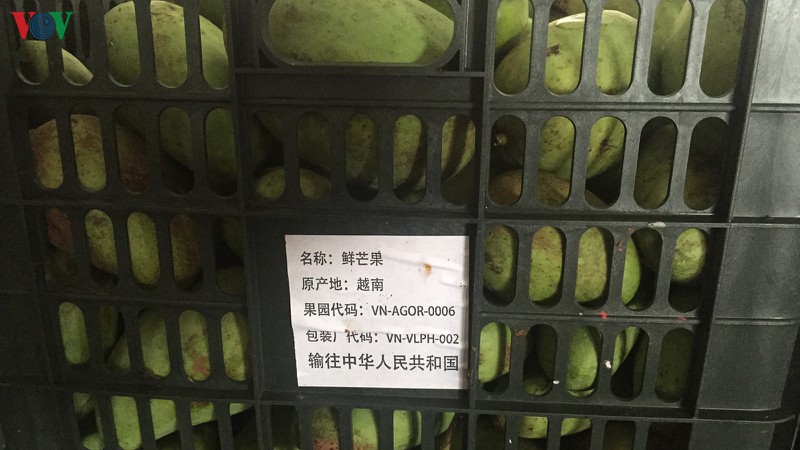 VOV
名称：鲜芒果
原产地：越南
果园代码：VN-AGOR-0006
包装厂代码：VN-VLPH-002
输往中华人民共和国